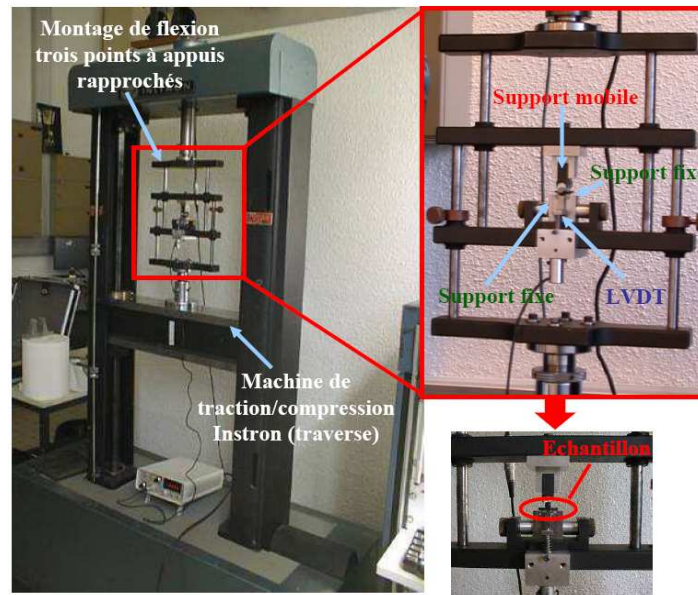 Montage de flexion
trois points à appuis
rapprochés
Machine de
traction/compression
Instron (traverse)
Support mobile
Support fixe
Support fixe
LVDT
Echantillon